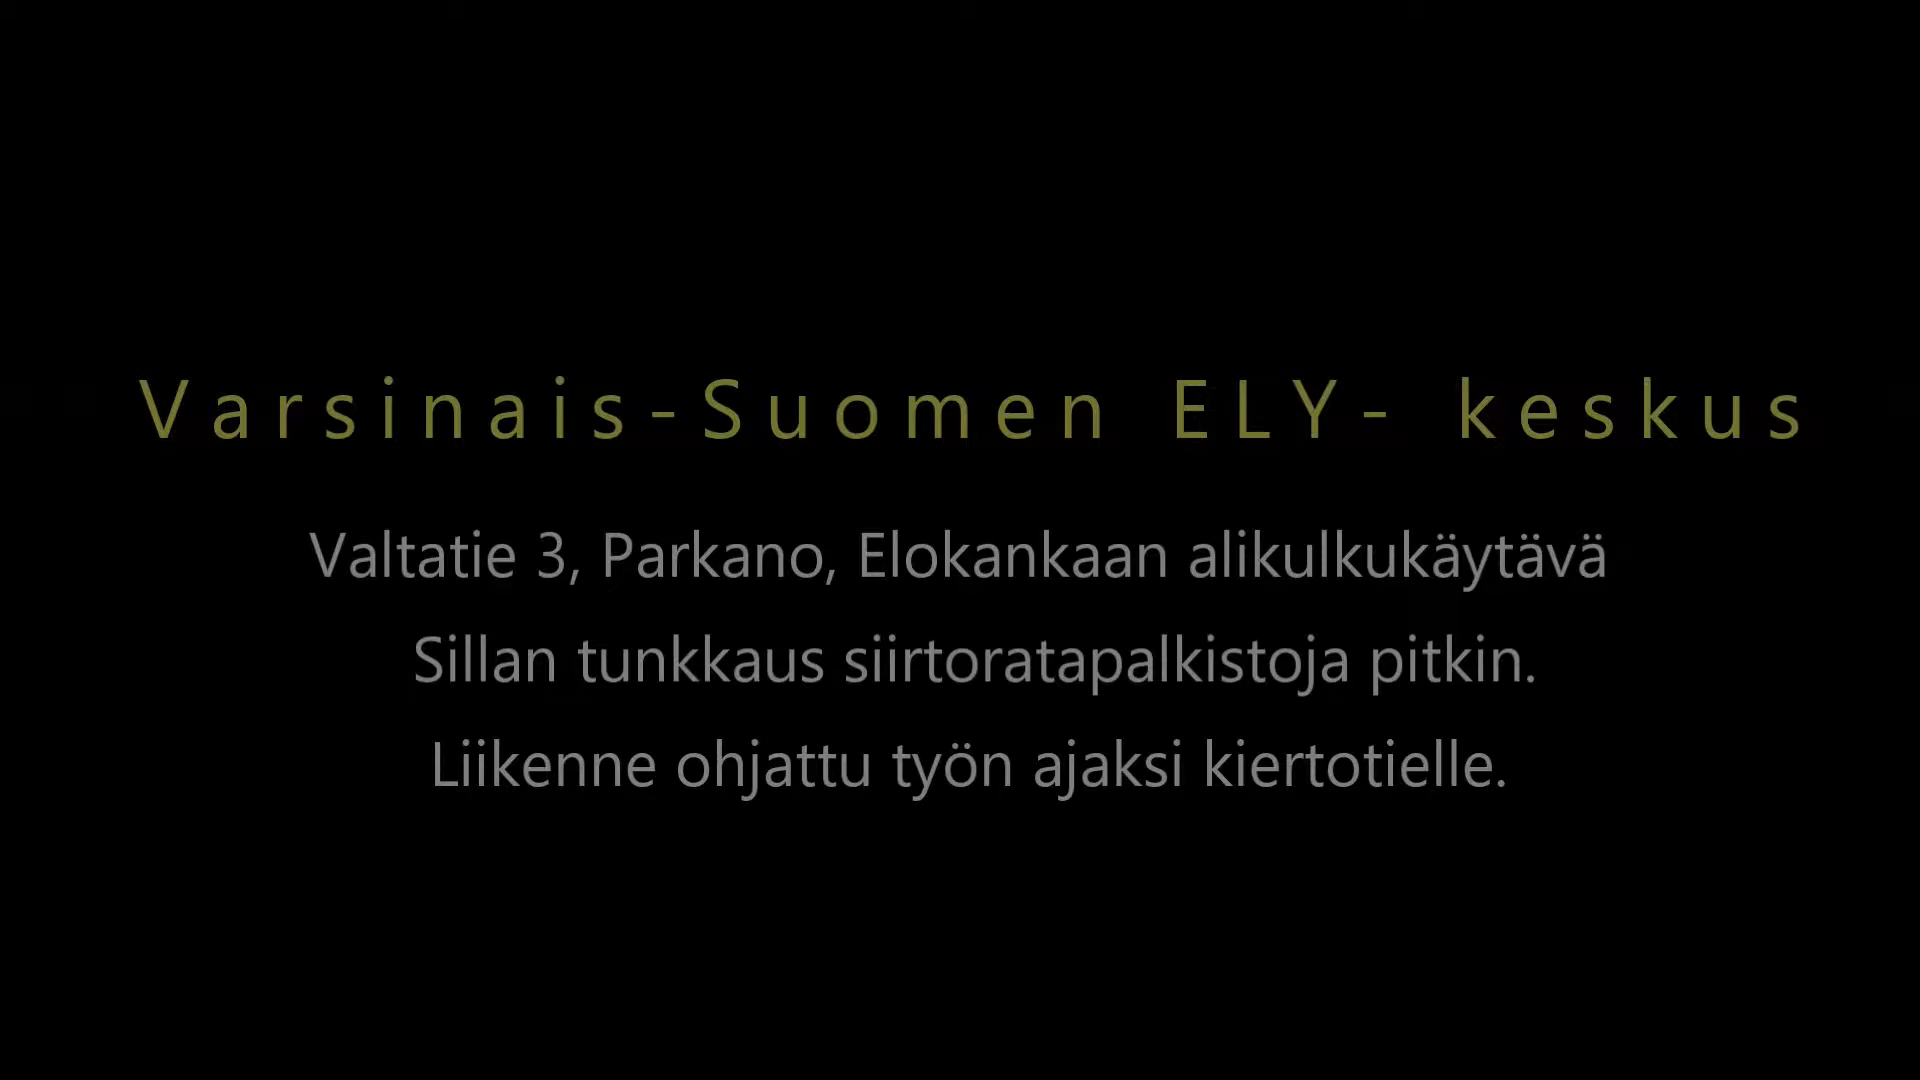 Varsinais-Suomen ELY- keskus
Valtatie 3, Parkano, Elokankaan alikulkukäytävä
Sillan tunkkaus siirtoratapalkistoja pitkin.
Liikenne ohjattu työn ajaksi kiertotielle.